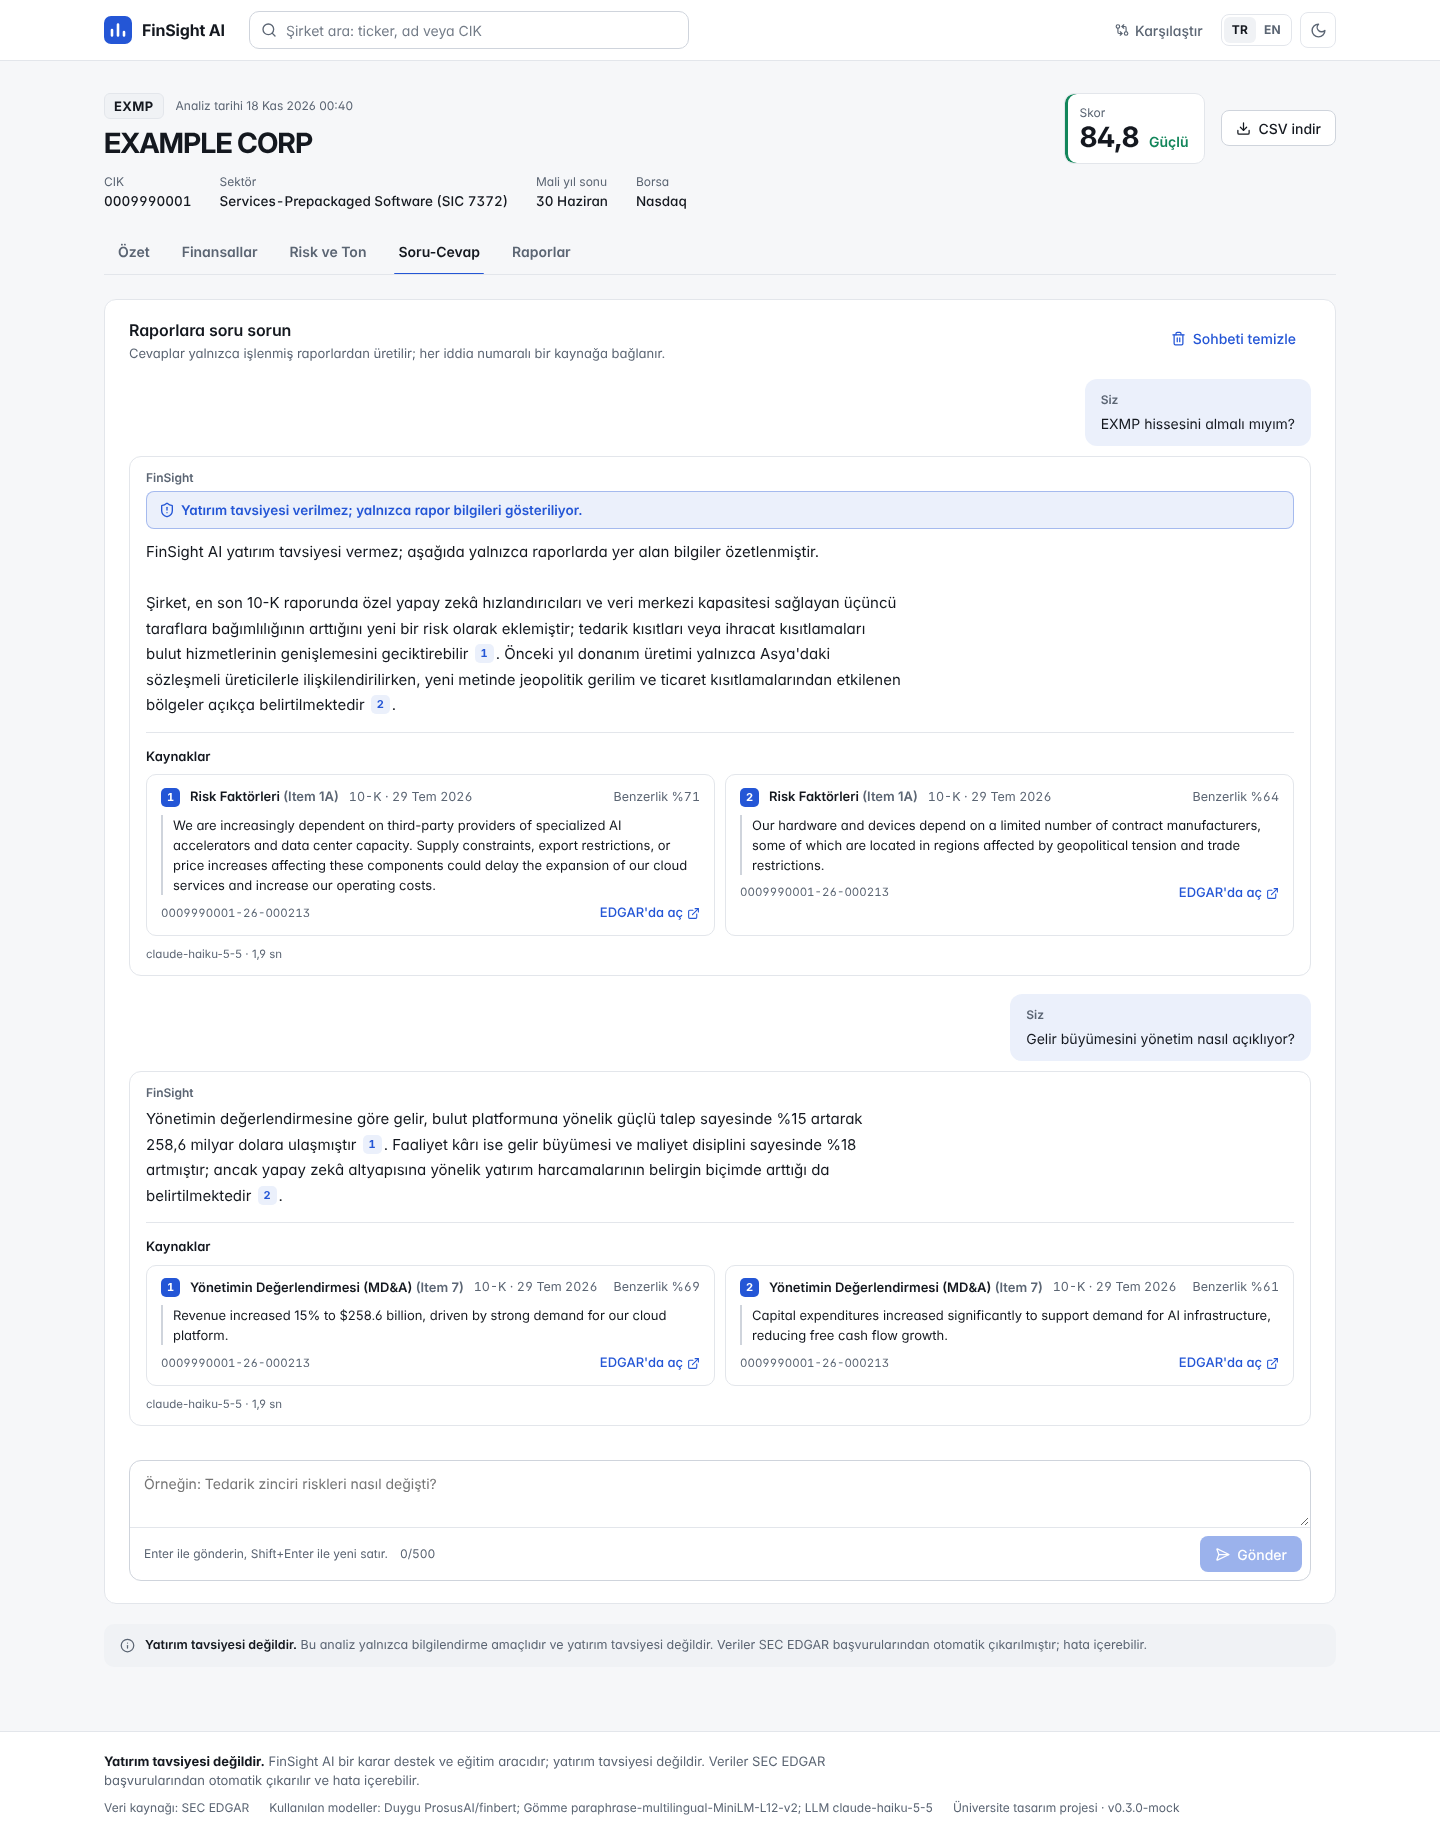 FinSight AI
Şirket ara: ticker, ad veya CIK
Karşılaştır
TR EN
EXMP Analiz tarihi 18 Kas 2026 00:40
EXAMPLE CORP
Skor
84,8 Güçlü
CSV indir
CIK
0009990001
Sektör
Services-Prepackaged Software (SIC 7372)
Mali yıl sonu
30 Haziran
Borsa
Nasdaq
Özet Finansallar Risk ve Ton Soru-Cevap Raporlar
Raporlara soru sorun
Cevaplar yalnızca işlenmiş raporlardan üretilir; her iddia numaralı bir kaynağa bağlanır.
Sohbeti temizle
Siz
EXMP hissesini almalı mıyım?
FinSight
Yatırım tavsiyesi verilmez; yalnızca rapor bilgileri gösteriliyor.
FinSight AI yatırım tavsiyesi vermez; aşağıda yalnızca raporlarda yer alan bilgiler özetlenmiştir.
Şirket, en son 10-K raporunda özel yapay zekâ hızlandırıcıları ve veri merkezi kapasitesi sağlayan üçüncü
taraflara bağımlılığının arttığını yeni bir risk olarak eklemiştir; tedarik kısıtları veya ihracat kısıtlamaları
bulut hizmetlerinin genişlemesini geciktirebilir 1 . Önceki yıl donanım üretimi yalnızca Asya'daki
sözleşmeli üreticilerle ilişkilendirilirken, yeni metinde jeopolitik gerilim ve ticaret kısıtlamalarından etkilenen
bölgeler açıkça belirtilmektedir 2 .
Kaynaklar
1 Risk Faktörleri (Item 1A) 10-K · 29 Tem 2026 Benzerlik %71
We are increasingly dependent on third-party providers of specialized AI
accelerators and data center capacity. Supply constraints, export restrictions, or
price increases affecting these components could delay the expansion of our cloud
services and increase our operating costs.
0009990001-26-000213 EDGAR'da aç
2 Risk Faktörleri (Item 1A) 10-K · 29 Tem 2026 Benzerlik %64
Our hardware and devices depend on a limited number of contract manufacturers,
some of which are located in regions affected by geopolitical tension and trade
restrictions.
0009990001-26-000213 EDGAR'da aç
claude-haiku-5-5 · 1,9 sn
Siz
Gelir büyümesini yönetim nasıl açıklıyor?
FinSight
Yönetimin değerlendirmesine göre gelir, bulut platformuna yönelik güçlü talep sayesinde %15 artarak
258,6 milyar dolara ulaşmıştır 1 . Faaliyet kârı ise gelir büyümesi ve maliyet disiplini sayesinde %18
artmıştır; ancak yapay zekâ altyapısına yönelik yatırım harcamalarının belirgin biçimde arttığı da
belirtilmektedir 2 .
Kaynaklar
1 Yönetimin Değerlendirmesi (MD&A) (Item 7) 10-K · 29 Tem 2026 Benzerlik %69
Revenue increased 15% to $258.6 billion, driven by strong demand for our cloud
platform.
0009990001-26-000213 EDGAR'da aç
2 Yönetimin Değerlendirmesi (MD&A) (Item 7) 10-K · 29 Tem 2026 Benzerlik %61
Capital expenditures increased significantly to support demand for AI infrastructure,
reducing free cash flow growth.
0009990001-26-000213 EDGAR'da aç
claude-haiku-5-5 · 1,9 sn
Örneğin: Tedarik zinciri riskleri nasıl değişti?
Enter ile gönderin, Shift+Enter ile yeni satır. 0/500
Gönder
Yatırım tavsiyesi değildir. Bu analiz yalnızca bilgilendirme amaçlıdır ve yatırım tavsiyesi değildir. Veriler SEC EDGAR başvurularından otomatik çıkarılmıştır; hata içerebilir.
Yatırım tavsiyesi değildir. FinSight AI bir karar destek ve eğitim aracıdır; yatırım tavsiyesi değildir. Veriler SEC EDGAR
başvurularından otomatik çıkarılır ve hata içerebilir.
Veri kaynağı: SEC EDGAR Kullanılan modeller: Duygu ProsusAI/finbert; Gömme paraphrase-multilingual-MiniLM-L12-v2; LLM claude-haiku-5-5 Üniversite tasarım projesi · v0.3.0-mock